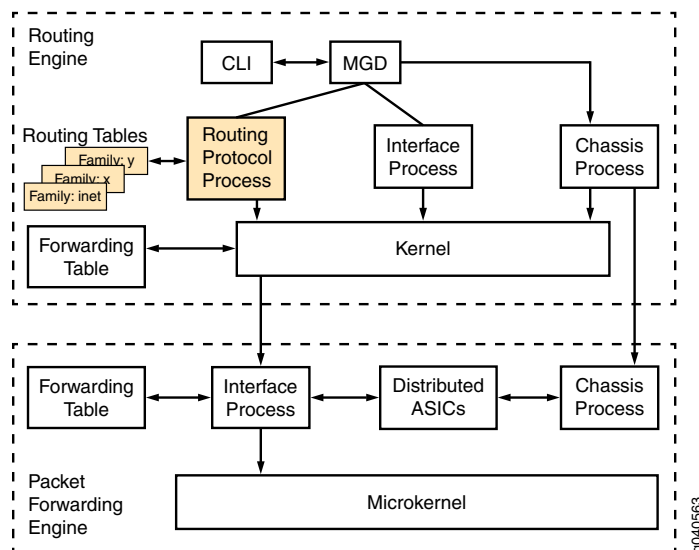 Routing
Engine
CLI
MGD
Routing Tables
Family: y
Family: x
Family: inet
Routing
Protocol
Process
Interface
Process
Chassis
Process
Forwarding
Table
Kernel
Forwarding
Table
Interface
Process
Distributed
ASICs
Chassis
Process
Packet
Forwarding
Engine
Microkernel
g040563